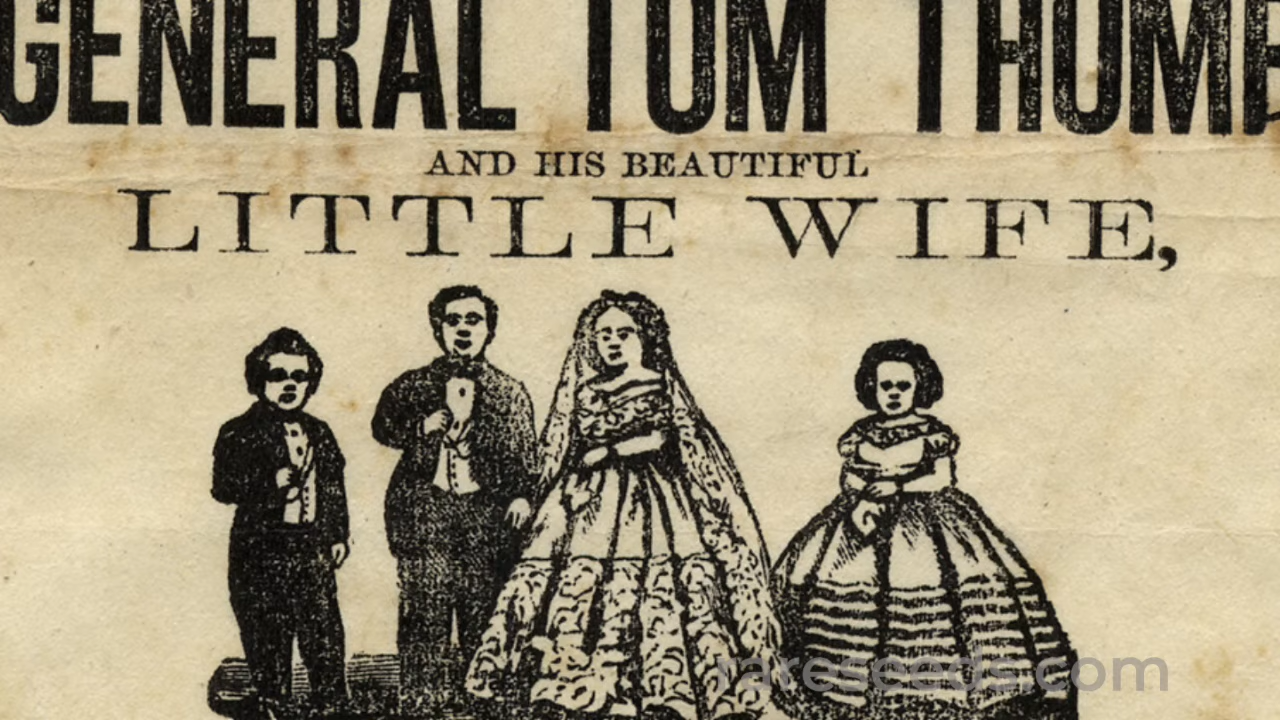 GENERAL TOM THUMB
AND HIS BEAUTIFUL
LITTLE WIFE,
rareseeds.com